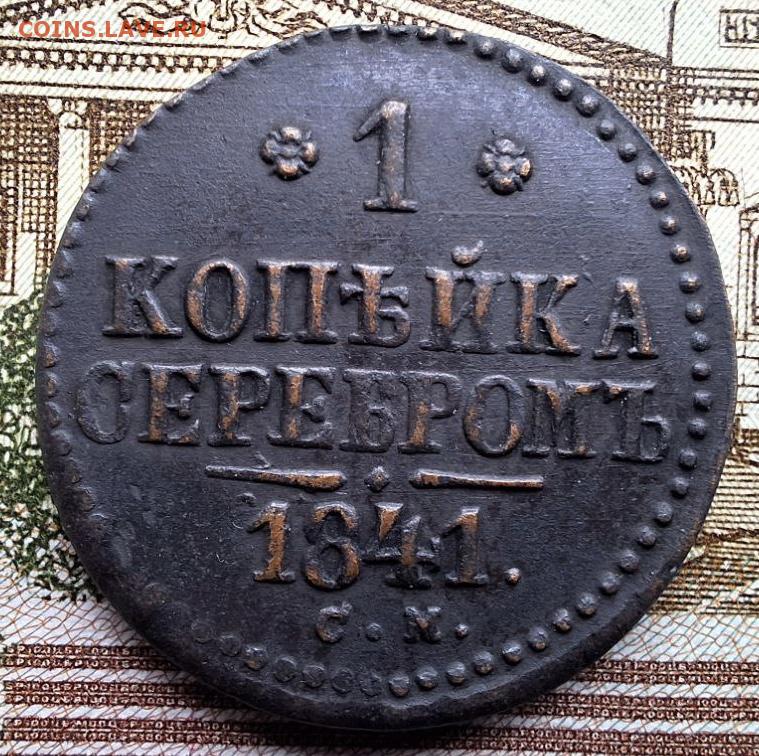 COINS.LAVE.RU
1
КОПѢЙКА
СЕРЕБРОМЪ
1841.
С. М.